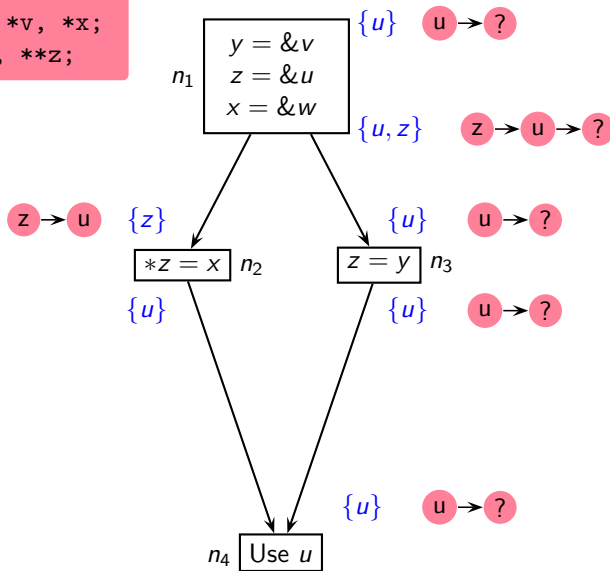 *v, *x;
, **z;
{u} u → ?
y = &v
n1 z = &u
x = &w
{u, z} z → u → ?
z → u {z} {u} u → ?
*z = x n2 z = y n3
{u} {u} u → ?
{u} u → ?
n4 Use u